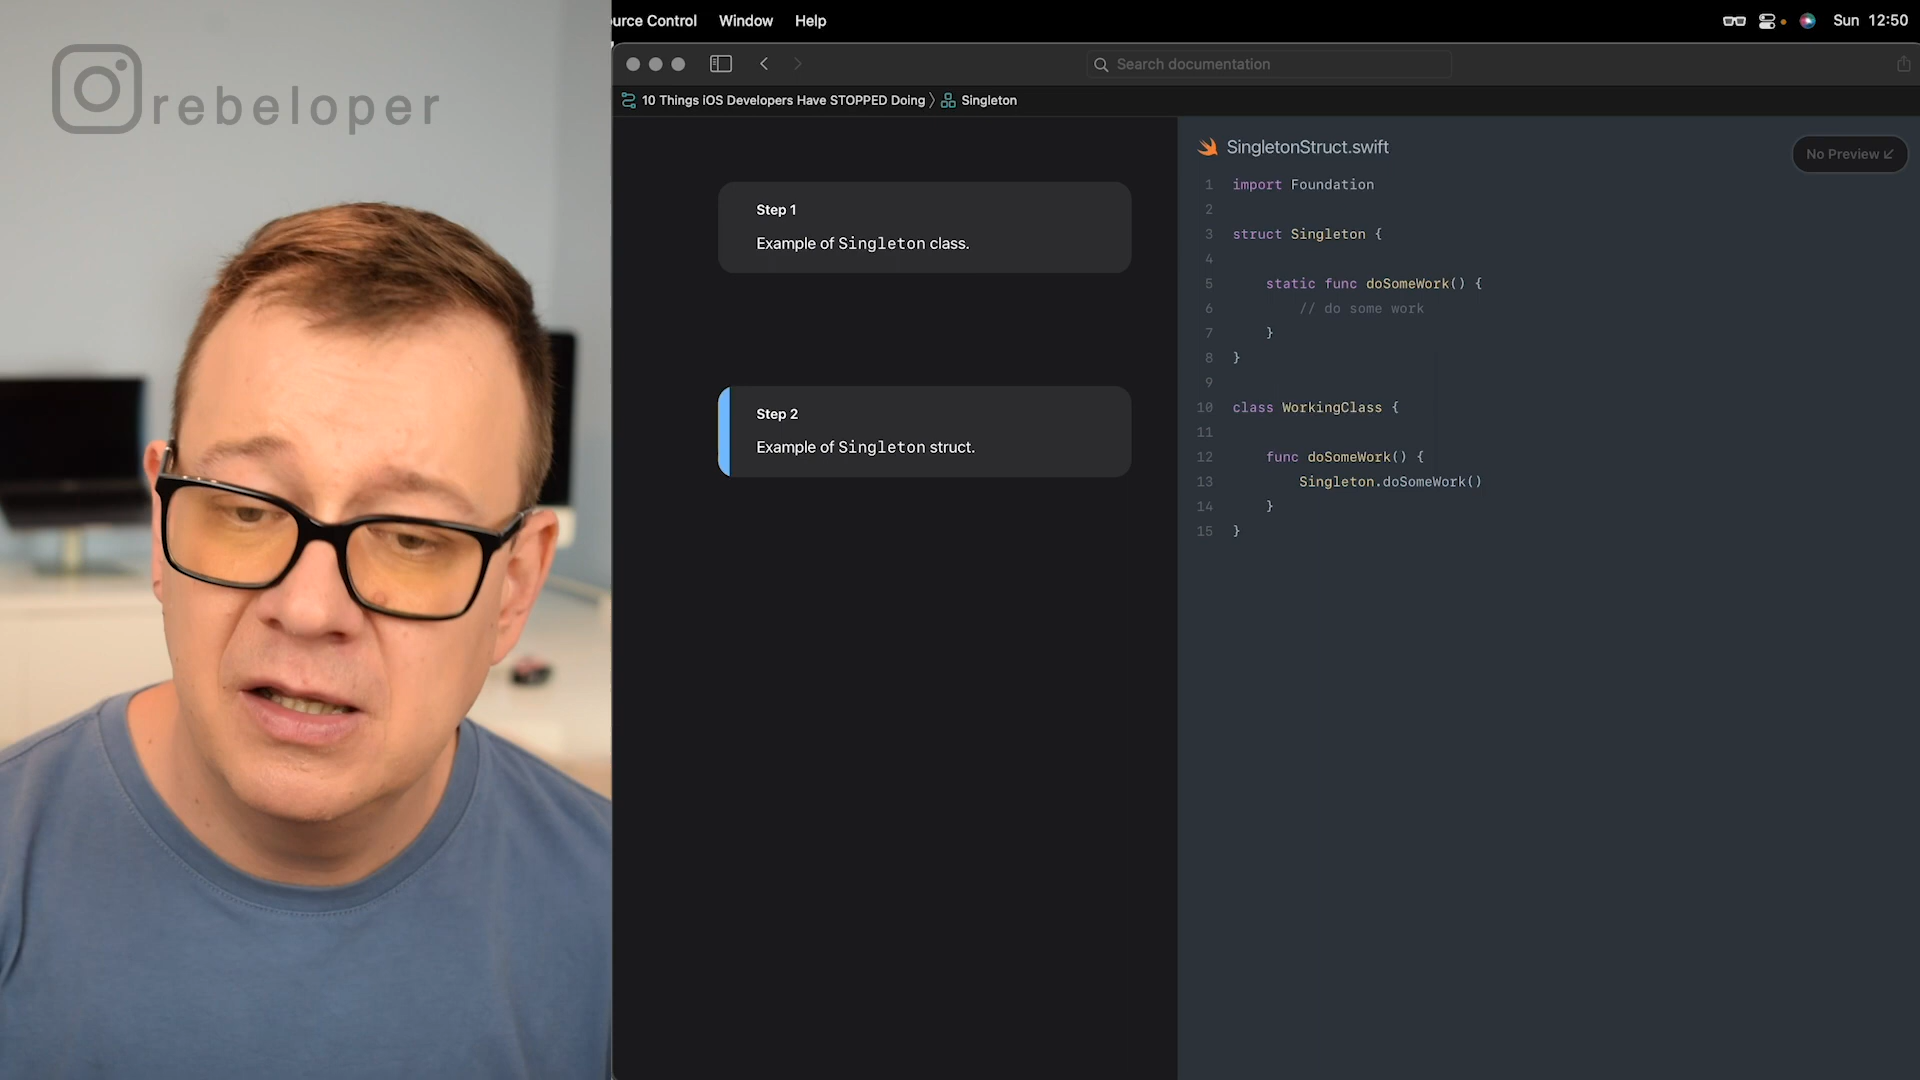 rebeloper
urce Control Window Help
Sun 12:50
Search documentation
10 Things iOS Developers Have STOPPED Doing 〉 Singleton
Step 1
Example of Singleton class.
Step 2
Example of Singleton struct.
SingletonStruct.swift
No Preview
1 import Foundation
2
3 struct Singleton {
4
5 static func doSomeWork() {
6 // do some work
7 }
8 }
9
10 class WorkingClass {
11
12 func doSomeWork() {
13 Singleton.doSomeWork()
14 }
15 }